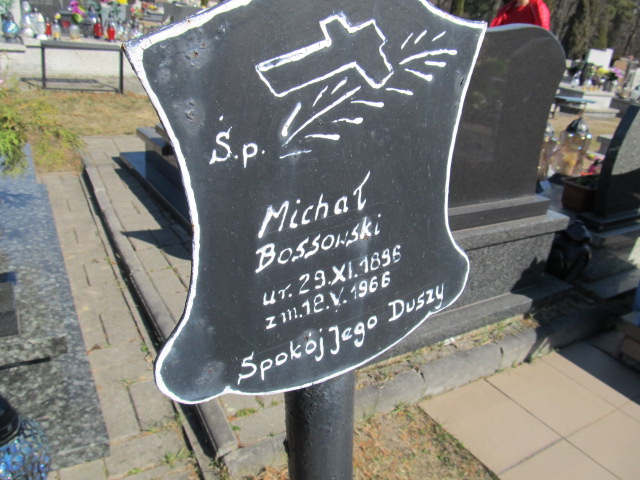 Ś.p.
Michał
Bossowski
ur. 29.XI.1896
zm.12.V.1966
Spokój Jego Duszy